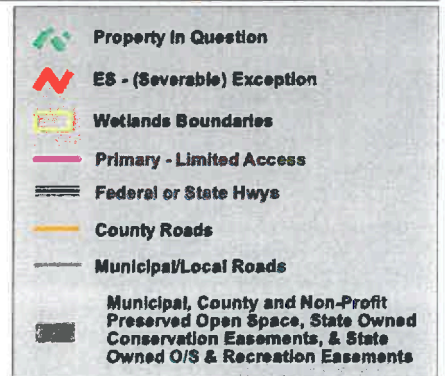 Property In Question
ES - (Severable) Exception
Wetlands Boundaries
Primary - Limited Access
Federal or State Hwys
County Roads
Municipal/Local Roads
Municipal, County and Non-Profit
Preserved Open Space, State Owned
Conservation Easements, & State
Owned O/S & Recreation Easements